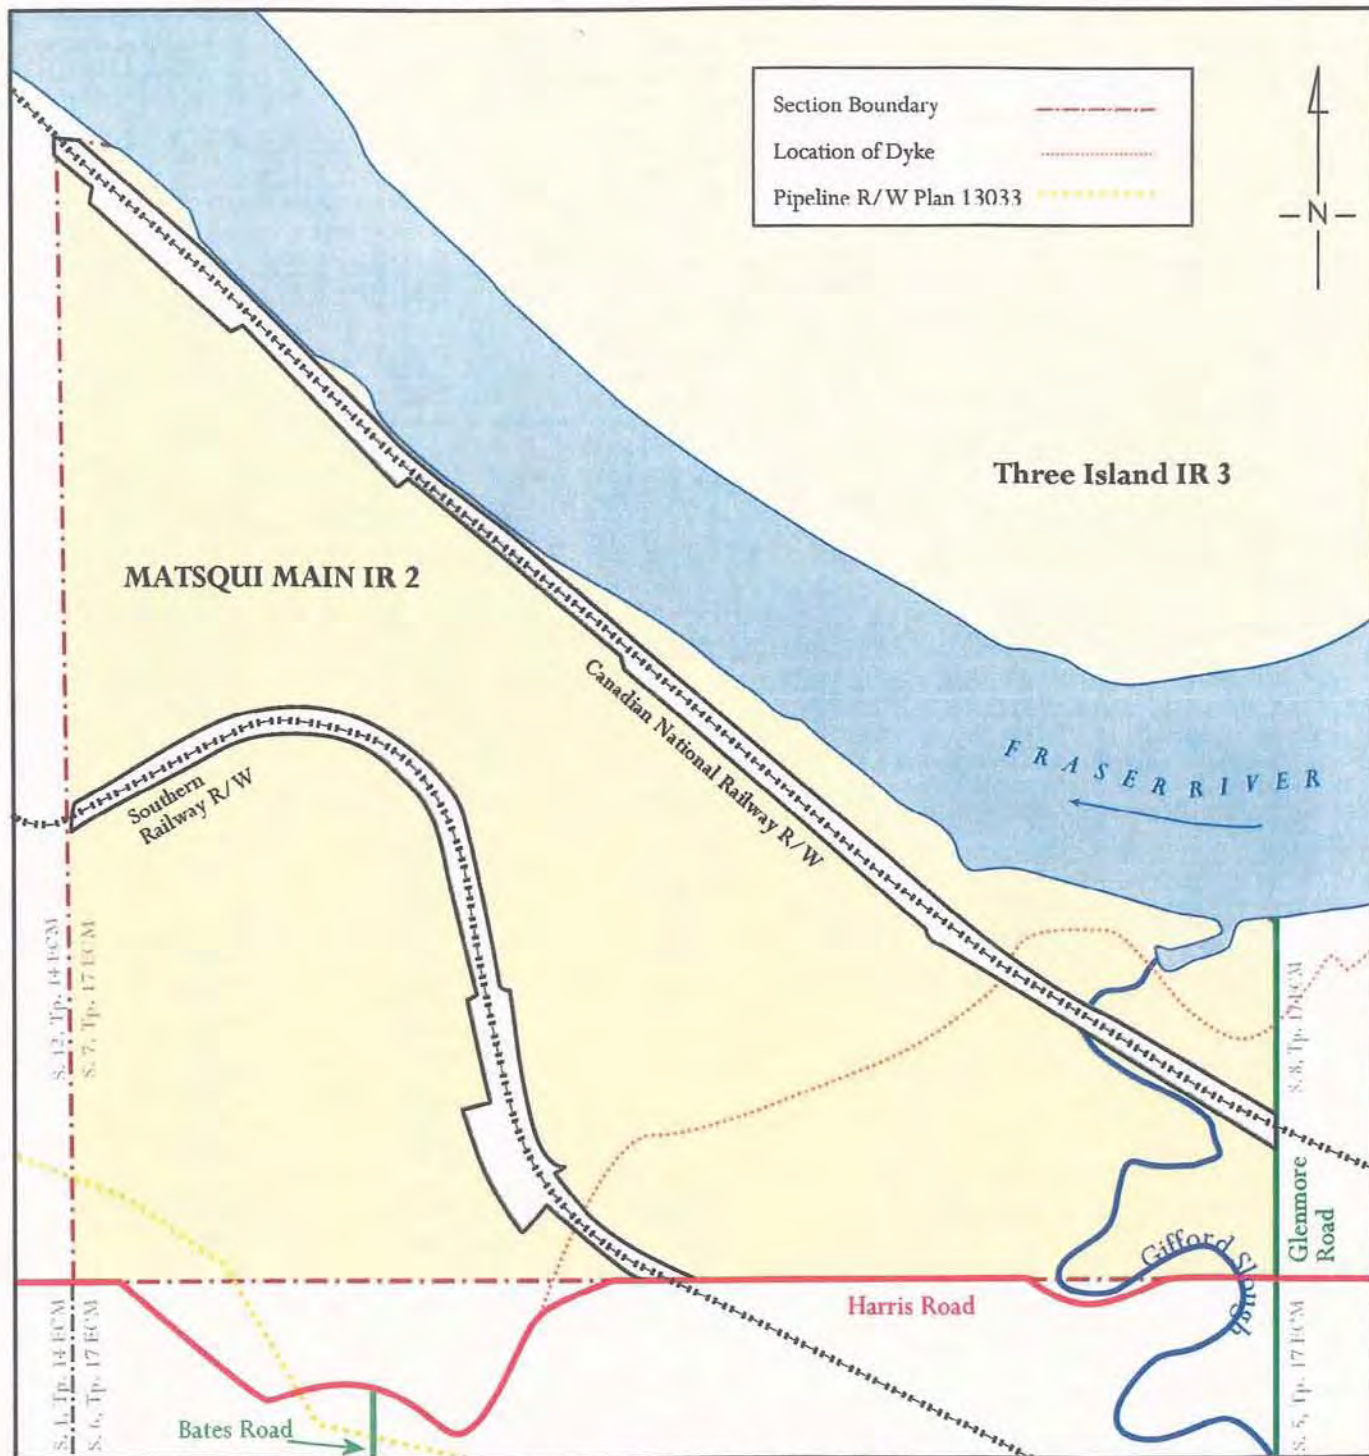 Section Boundary
Location of Dyke
Pipeline R/W Plan 13033
N
Three Island IR 3
MATSQUI MAIN IR 2
Canadian National Railway R/W
Southern
Railway R/W
FRASER RIVER
S. 12, Tp. 14 ECM
S. 7, Tp. 17 ECM
S. 8, Tp. 17 ECM
Glenmore
Road
Gifford Slough
Harris Road
S. 1, Tp. 14 ECM
S. 6, Tp. 17 ECM
S. 5, Tp. 17 ECM
Bates Road